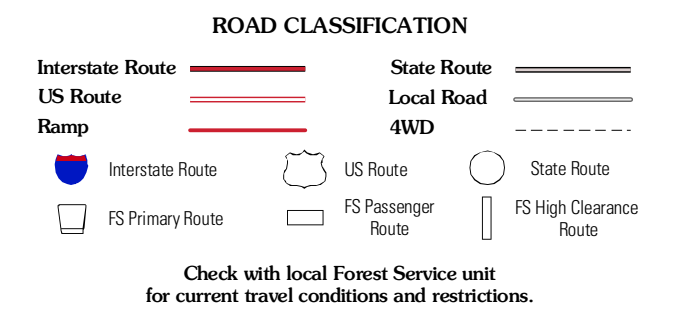 ROAD CLASSIFICATION
Interstate Route
State Route
US Route
Local Road
Ramp
4WD
Interstate Route
US Route
State Route
FS Primary Route
FS Passenger
Route
FS High Clearance
Route
Check with local Forest Service unit
for current travel conditions and restrictions.